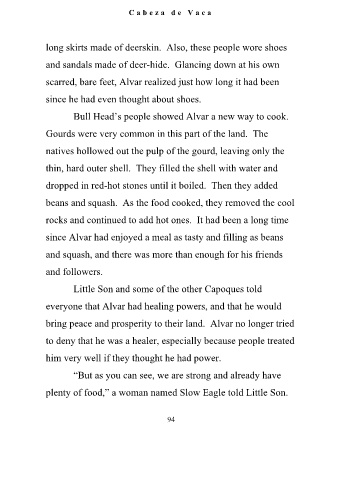 Cabeza de Vaca
long skirts made of deerskin. Also, these people wore shoes
and sandals made of deer-hide. Glancing down at his own
scarred, bare feet, Alvar realized just how long it had been
since he had even thought about shoes.
Bull Head's people showed Alvar a new way to cook.
Gourds were very common in this part of the land. The
natives hollowed out the pulp of the gourd, leaving only the
thin, hard outer shell. They filled the shell with water and
dropped in red-hot stones until it boiled. Then they added
beans and squash. As the food cooked, they removed the cool
rocks and continued to add hot ones. It had been a long time
since Alvar had enjoyed a meal as tasty and filling as beans
and squash, and there was more than enough for his friends
and followers.
Little Son and some of the other Capoques told
everyone that Alvar had healing powers, and that he would
bring peace and prosperity to their land. Alvar no longer tried
to deny that he was a healer, especially because people treated
him very well if they thought he had power.
“But as you can see, we are strong and already have
plenty of food,” a woman named Slow Eagle told Little Son.
94